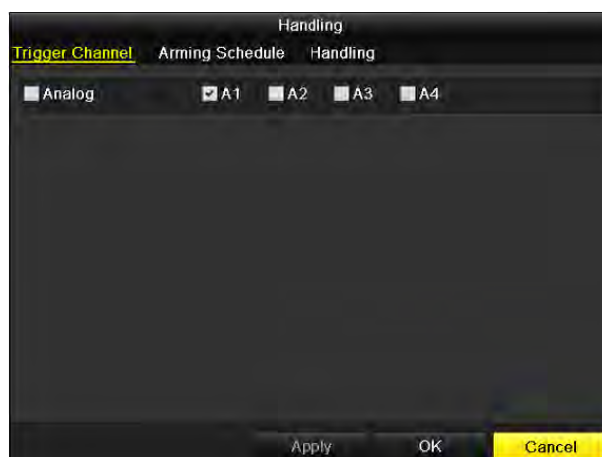 Handling
Trigger Channel Arming Schedule Handling
Analog A1 A2 A3 A4
Apply OK Cancel